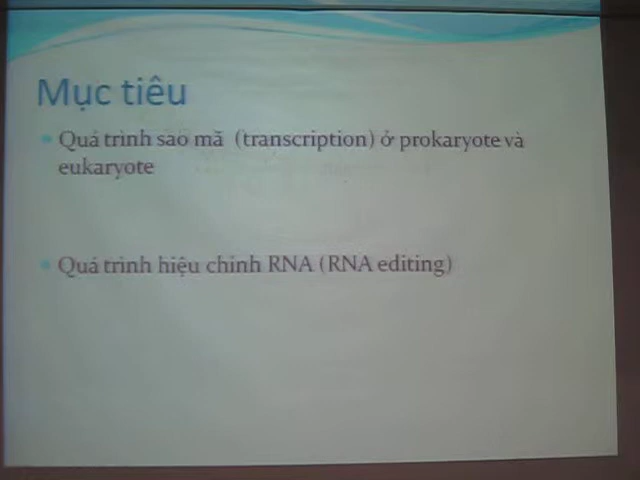 Mục tiêu
Quá trình sao mã (transcription) ở prokaryote và
eukaryote
Quá trình hiệu chỉnh RNA (RNA editing)